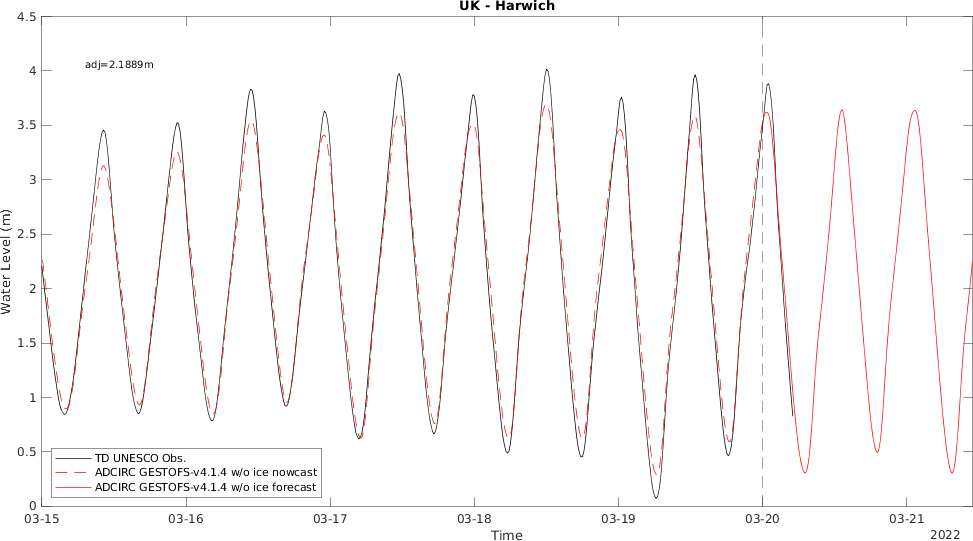 UK - Harwich
4.5
4
3.5
3
2.5
2
1.5
1
0.5
0
Water Level (m)
adj=2.1889m
TD UNESCO Obs.
ADCIRC GESTOFS-v4.1.4 w/o ice nowcast
ADCIRC GESTOFS-v4.1.4 w/o ice forecast
03-15 03-16 03-17 03-18 03-19 03-20 03-21
Time
2022